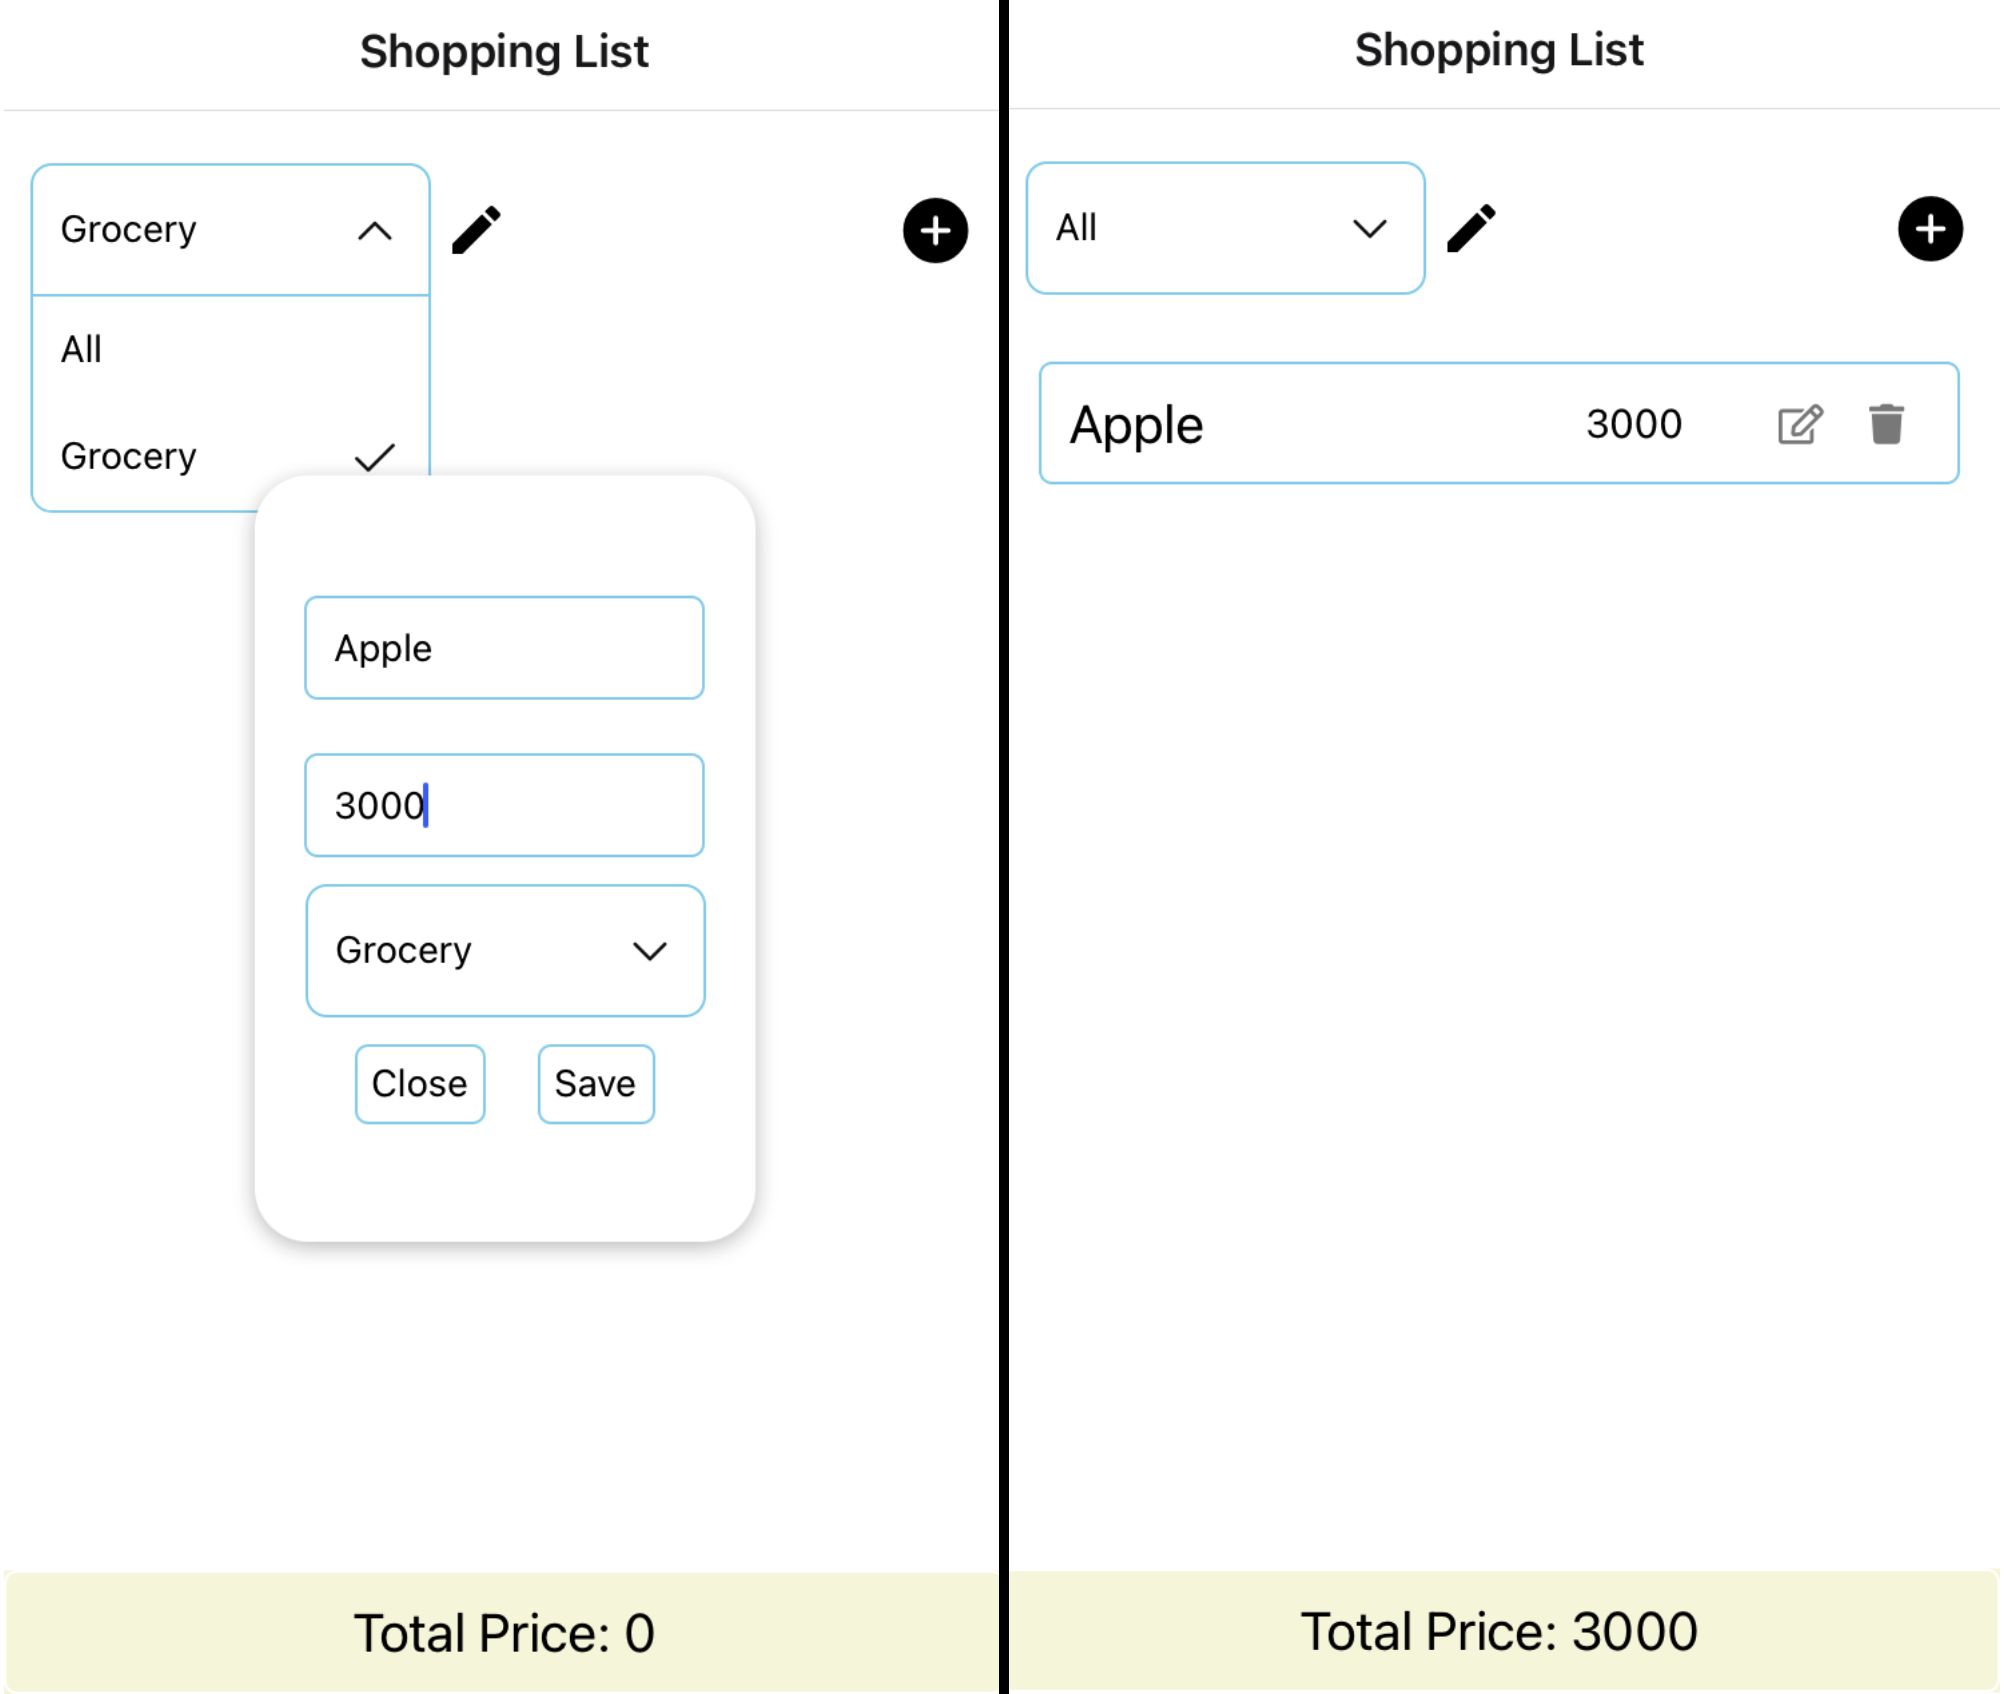 Shopping List
Grocery
All
Grocery
Apple
3000
Grocery
Close Save
Total Price: 0
Shopping List
All
Apple 3000
Total Price: 3000